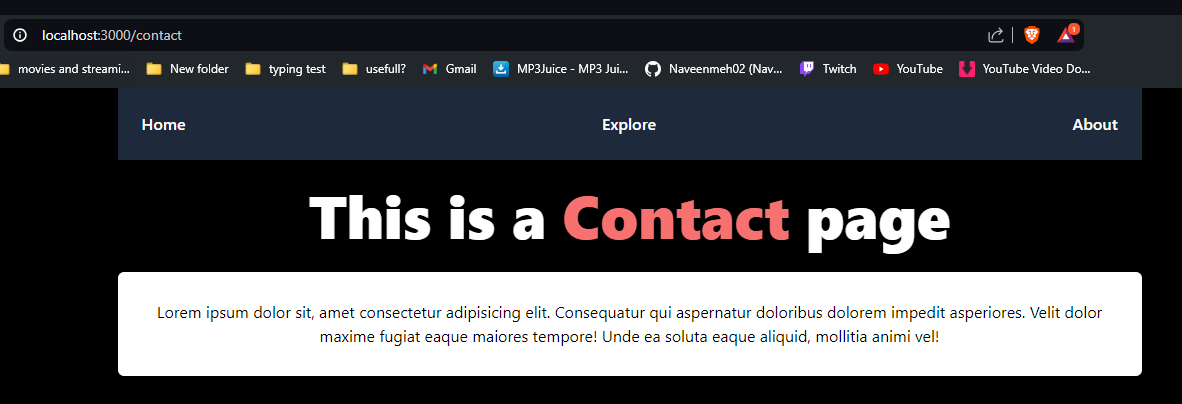 localhost:3000/contact
1
movies and streami... New folder typing test usefull? Gmail MP3Juice - MP3 Jui... Naveenmeh02 (Nav... Twitch YouTube YouTube Video Do...
Home Explore About
This is a Contact page
Lorem ipsum dolor sit, amet consectetur adipisicing elit. Consequatur qui aspernatur doloribus dolorem impedit asperiores. Velit dolor
maxime fugiat eaque maiores tempore! Unde ea soluta eaque aliquid, mollitia animi vel!